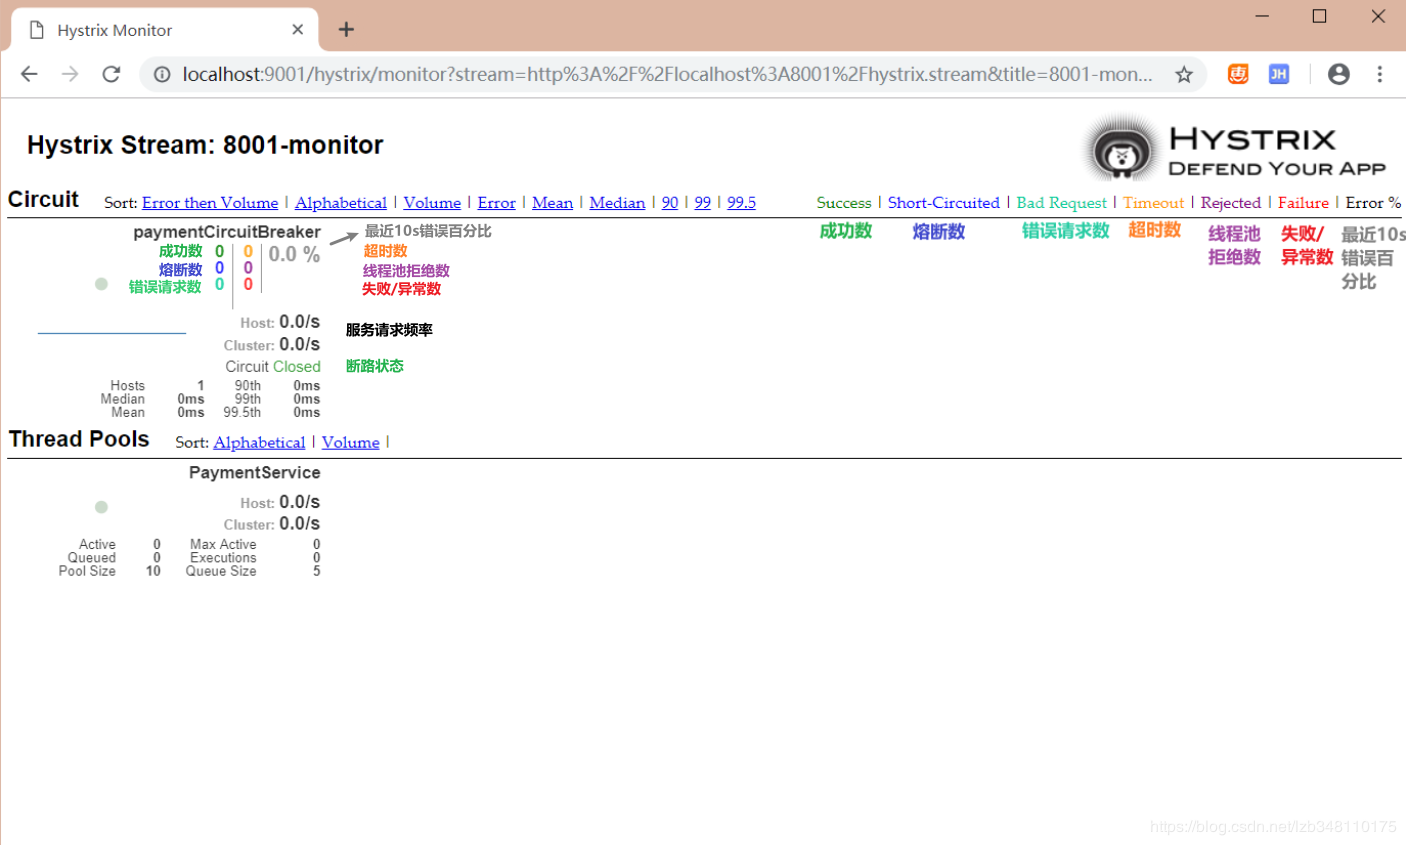 Hystrix Monitor
localhost:9001/hystrix/monitor?stream=http%3A%2F%2Flocalhost%3A8001%2Fhystrix.stream&title=8001-mon...
惠 JH
Hystrix Stream: 8001-monitor
HYSTRIX
DEFEND YOUR APP
Circuit Sort: Error then Volume | Alphabetical | Volume | Error | Mean | Median | 90 | 99 | 99.5
Success | Short-Circuited | Bad Request | Timeout | Rejected | Failure | Error %
成功数 熔断数 错误请求数 超时数 线程池 失败/ 最近10s
拒绝数 异常数 错误百
分比
paymentCircuitBreaker 最近10s错误百分比
成功数 0 0 0.0 % 超时数
熔断数 0 0 线程池拒绝数
错误请求数 0 0 失败/异常数
Host: 0.0/s 服务请求频率
Cluster: 0.0/s
Circuit Closed 断路状态
Hosts 1 90th 0ms
Median 0ms 99th 0ms
Mean 0ms 99.5th 0ms
Thread Pools Sort: Alphabetical | Volume |
PaymentService
Host: 0.0/s
Cluster: 0.0/s
Active 0 Max Active 0
Queued 0 Executions 0
Pool Size 10 Queue Size 5
https://blog.csdn.net/lzb348110175